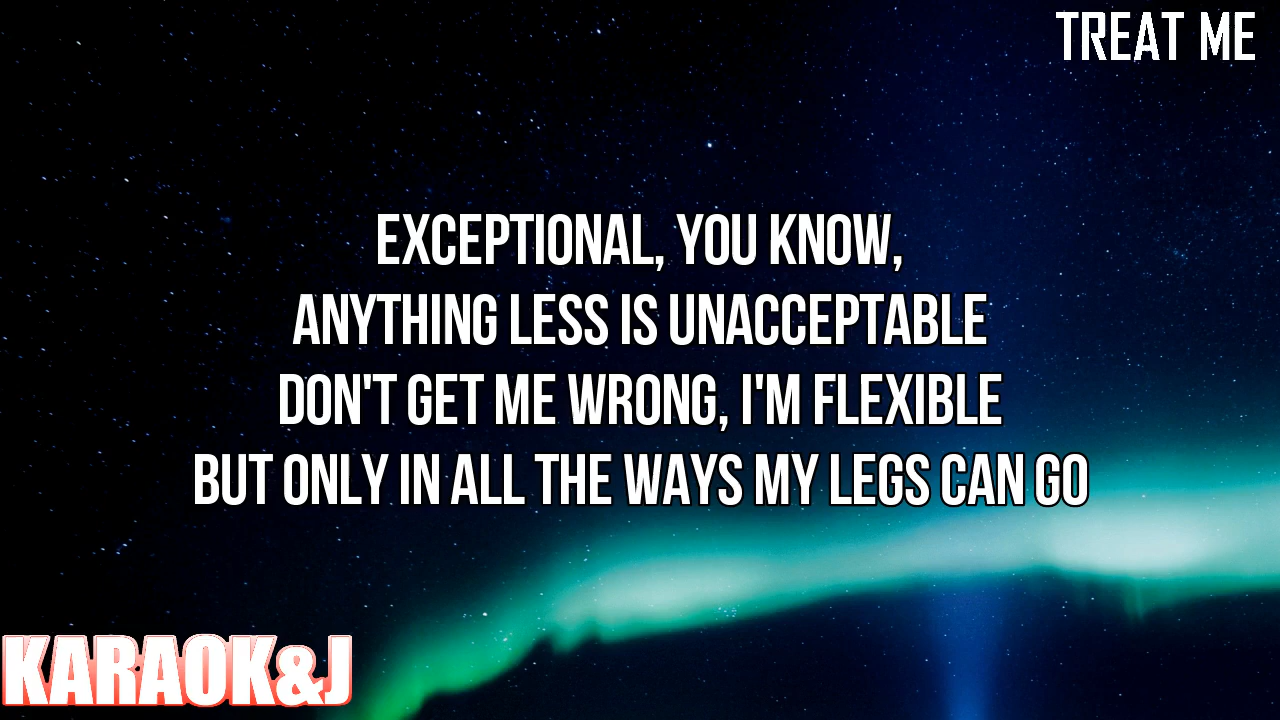 TREAT ME
EXCEPTIONAL, YOU KNOW,
ANYTHING LESS IS UNACCEPTABLE
DON'T GET ME WRONG, I'M FLEXIBLE
BUT ONLY IN ALL THE WAYS MY LEGS CAN GO
KARAOK&J